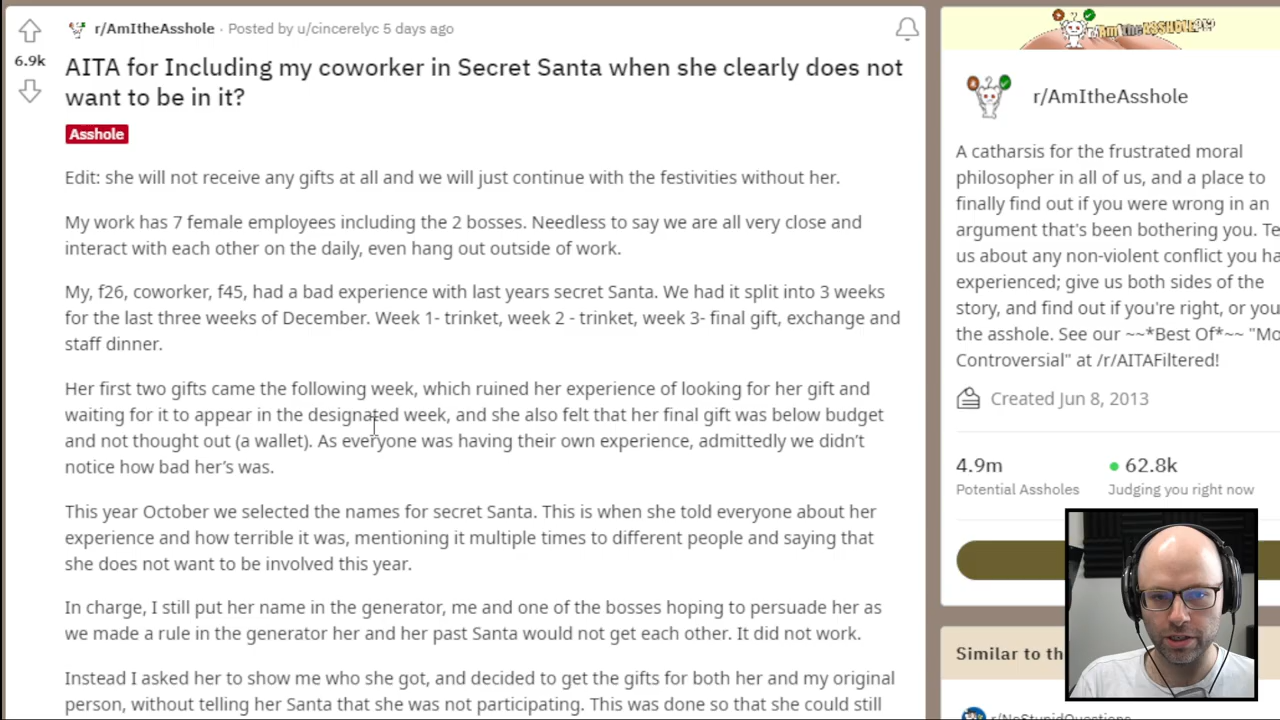 r/AmItheAsshole · Posted by u/cincerelyc 5 days ago
6.9k
AITA for Including my coworker in Secret Santa when she clearly does not
want to be in it?
Asshole
Edit: she will not receive any gifts at all and we will just continue with the festivities without her.
My work has 7 female employees including the 2 bosses. Needless to say we are all very close and
interact with each other on the daily, even hang out outside of work.
My, f26, coworker, f45, had a bad experience with last years secret Santa. We had it split into 3 weeks
for the last three weeks of December. Week 1- trinket, week 2 - trinket, week 3- final gift, exchange and
staff dinner.
Her first two gifts came the following week, which ruined her experience of looking for her gift and
waiting for it to appear in the designated week, and she also felt that her final gift was below budget
and not thought out (a wallet). As everyone was having their own experience, admittedly we didn't
notice how bad her's was.
This year October we selected the names for secret Santa. This is when she told everyone about her
experience and how terrible it was, mentioning it multiple times to different people and saying that
she does not want to be involved this year.
In charge, I still put her name in the generator, me and one of the bosses hoping to persuade her as
we made a rule in the generator her and her past Santa would not get each other. It did not work.
Instead I asked her to show me who she got, and decided to get the gifts for both her and my original
person, without telling her Santa that she was not participating. This was done so that she could still
r/AmItheAsshole
A catharsis for the frustrated moral
philosopher in all of us, and a place to
finally find out if you were wrong in an
argument that's been bothering you. Te
us about any non-violent conflict you ha
experienced; give us both sides of the
story, and find out if you're right, or you
the asshole. See our ~~*Best Of*~~ "Mo
Controversial" at /r/AITAFiltered!
Created Jun 8, 2013
4.9m
62.8k
Potential Assholes
Judging you right now
Similar to th
r/NoStupidQuestions